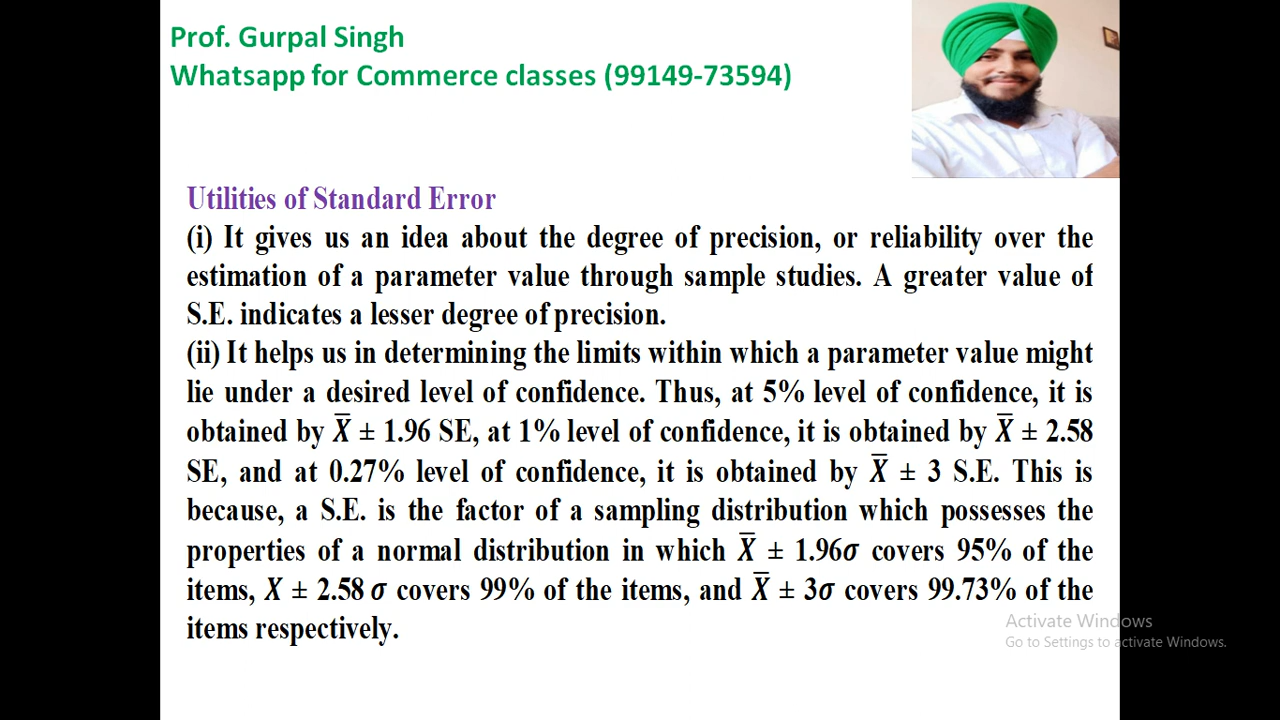 Prof. Gurpal Singh
Whatsapp for Commerce classes (99149-73594)
Utilities of Standard Error
(i) It gives us an idea about the degree of precision, or reliability over the
estimation of a parameter value through sample studies. A greater value of
S.E. indicates a lesser degree of precision.
(ii) It helps us in determining the limits within which a parameter value might
lie under a desired level of confidence. Thus, at 5% level of confidence, it is
obtained by X̅ ± 1.96 SE, at 1% level of confidence, it is obtained by X̅ ± 2.58
SE, and at 0.27% level of confidence, it is obtained by X̅ ± 3 S.E. This is
because, a S.E. is the factor of a sampling distribution which possesses the
properties of a normal distribution in which X̅ ± 1.96σ covers 95% of the
items, X ± 2.58 σ covers 99% of the items, and X̅ ± 3σ covers 99.73% of the
items respectively.
Activate Windows
Go to Settings to activate Windows.